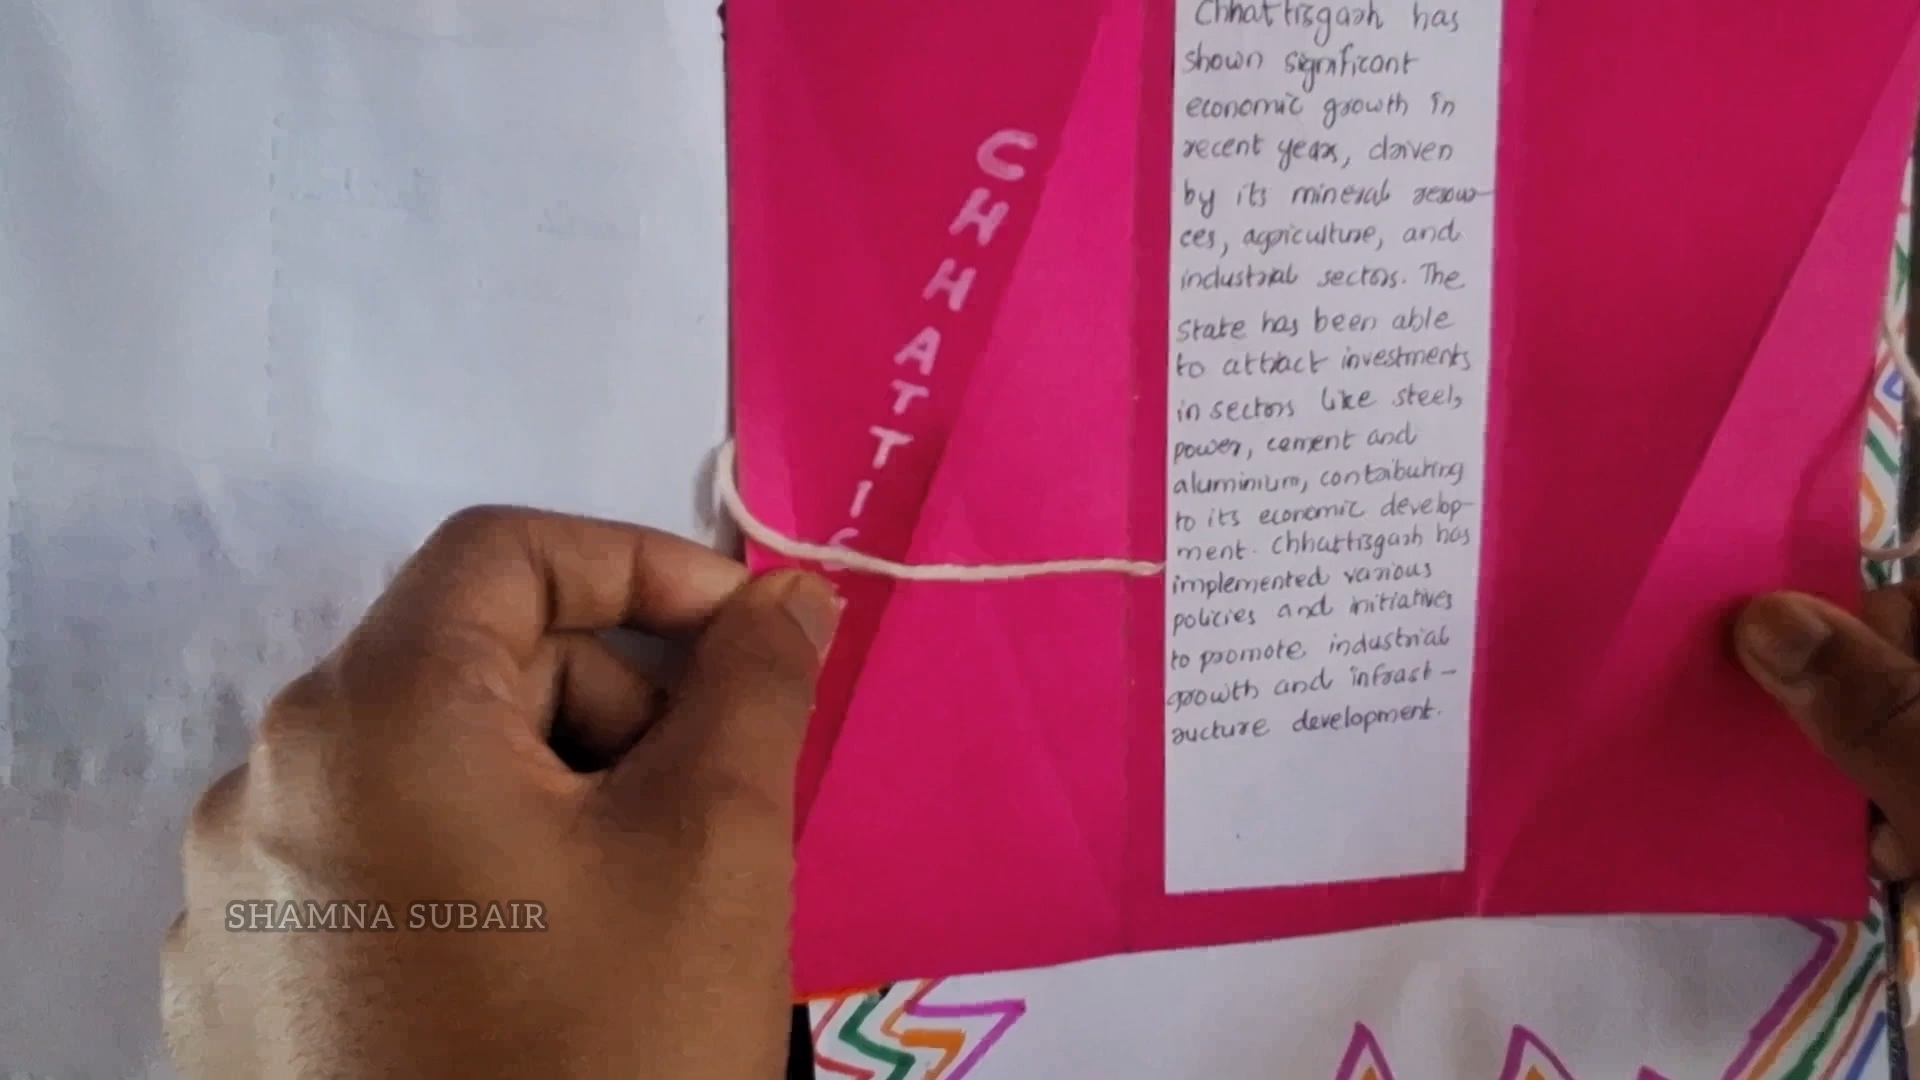 CHHATTIS
Chhattisgarh has
shown significant
economic growth in
recent years, driven
by its mineral resour-
ces, agriculture, and
industrial sectors. The
state has been able
to attract investments
in sectors like steel,
power, cement and
aluminium, contributing
to its economic develop-
ment. Chhattisgarh has
implemented various
policies and initiatives
to promote industrial
growth and infrast-
ructure development.
SHAMNA SUBAIR